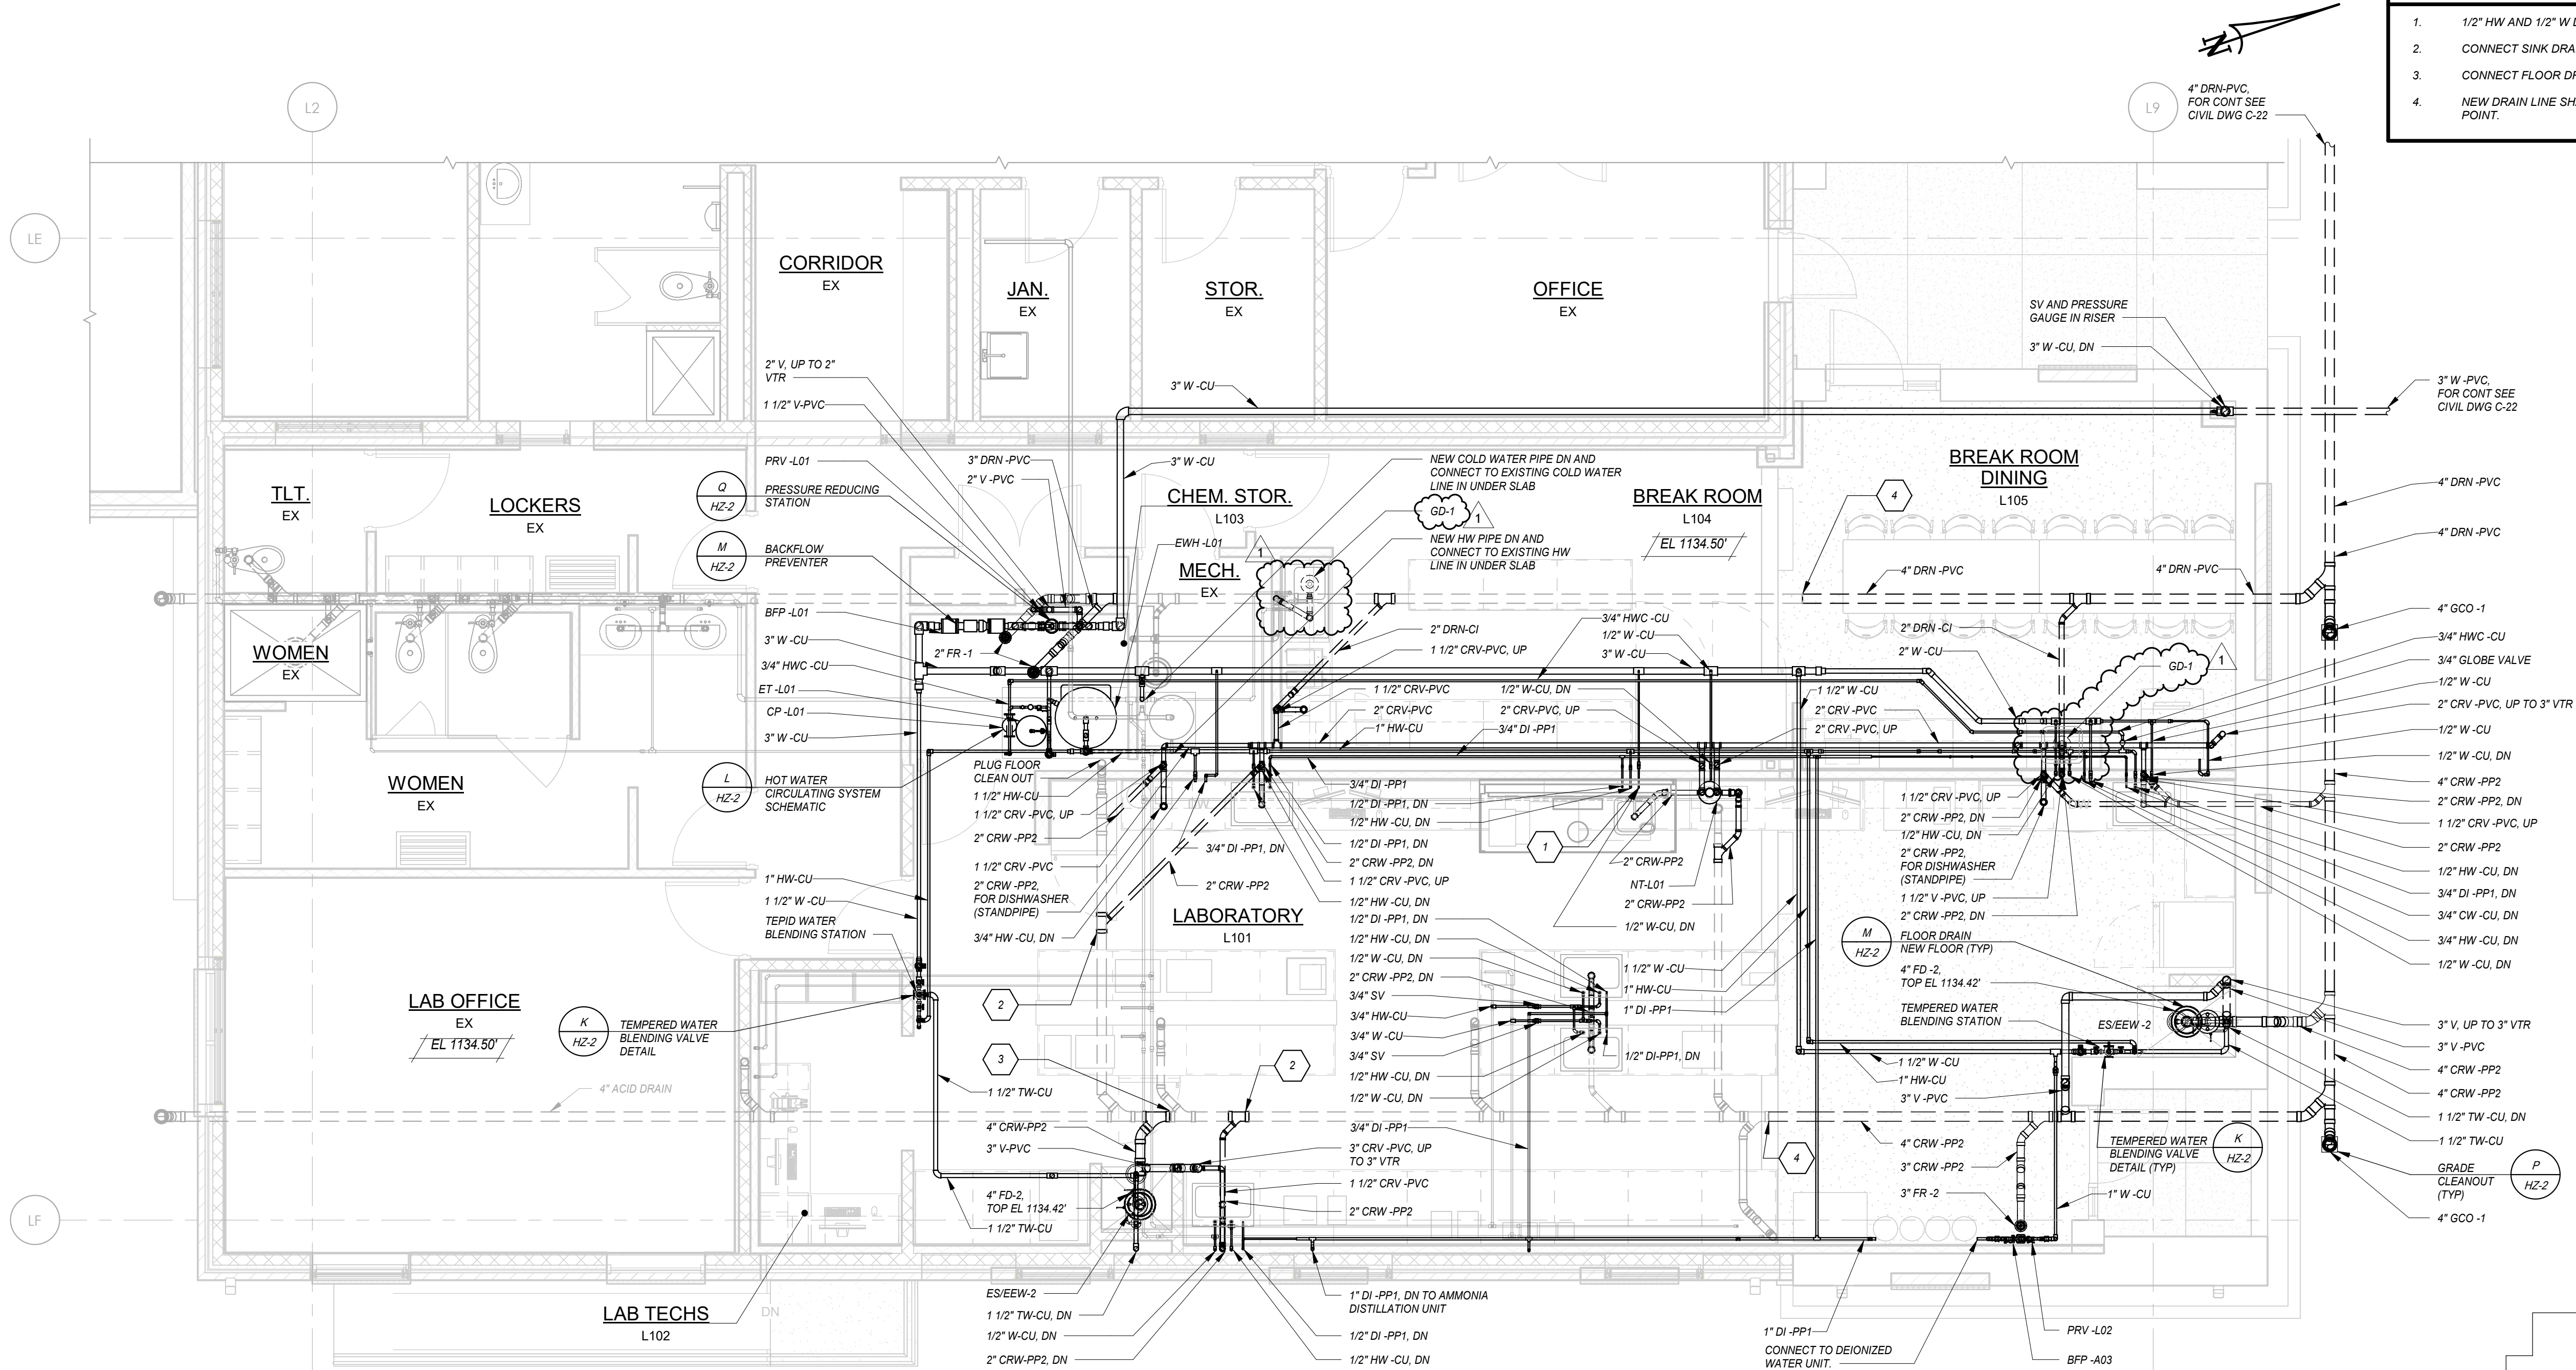 N
1. 1/2" HW AND 1/2" W
2. CONNECT SINK DRA
3. CONNECT FLOOR DR
4. NEW DRAIN LINE SH
POINT.
L2
L9
LE
LF
4" DRN-PVC,
FOR CONT SEE
CIVIL DWG C-22
CORRIDOR
EX
JAN.
EX
STOR.
EX
OFFICE
EX
SV AND PRESSURE
GAUGE IN RISER
3" W -CU, DN
3" W -PVC,
FOR CONT SEE
CIVIL DWG C-22
2" V, UP TO 2"
VTR
1 1/2" V-PVC
3" W -CU
PRV -L01
Q
HZ-2
PRESSURE REDUCING
STATION
M
HZ-2
BACKFLOW
PREVENTER
BFP -L01
3" W -CU
3/4" HWC -CU
ET -L01
CP -L01
3" W -CU
L
HZ-2
HOT WATER
CIRCULATING SYSTEM
SCHEMATIC
3" DRN -PVC
2" V -PVC
3" W -CU
CHEM. STOR.
L103
EWH -L01
MECH.
EX
1
NEW COLD WATER PIPE DN AND
CONNECT TO EXISTING COLD WATER
LINE IN UNDER SLAB
GD-1
1
NEW HW PIPE DN AND
CONNECT TO EXISTING HW
LINE IN UNDER SLAB
BREAK ROOM
L104
EL 1134.50'
BREAK ROOM
DINING
L105
4
4" DRN -PVC
4" DRN -PVC
4" DRN -PVC
4" DRN -PVC
4" GCO -1
3/4" HWC -CU
3/4" GLOBE VALVE
1/2" W -CU
2" CRV -PVC, UP TO 3" VTR
1/2" W -CU
1/2" W -CU, DN
4" CRW -PP2
2" CRW -PP2, DN
1 1/2" CRV -PVC, UP
2" CRW -PP2
1/2" HW -CU, DN
3/4" DI -PP1, DN
3/4" CW -CU, DN
3/4" HW -CU, DN
1/2" W -CU, DN
3" V, UP TO 3" VTR
3" V -PVC
4" CRW -PP2
4" CRW -PP2
1 1/2" TW -CU, DN
1 1/2" TW-CU
GRADE
CLEANOUT
(TYP)
P
HZ-2
4" GCO -1
TLT.
EX
LOCKERS
EX
WOMEN
EX
WOMEN
EX
2" FR -1
2" DRN-CI
1 1/2" CRV-PVC, UP
3/4" HWC -CU
1/2" W -CU
3" W -CU
1 1/2" CRV-PVC
2" CRV-PVC
1" HW-CU
1/2" W-CU, DN
2" CRV-PVC, UP
3/4" DI -PP1
1 1/2" W -CU
2" CRV -PVC
2" CRV -PVC, UP
2" DRN -CI
2" W -CU
GD-1
1
PLUG FLOOR
CLEAN OUT
1 1/2" HW-CU
1 1/2" CRV -PVC, UP
2" CRW -PP2
1 1/2" CRV -PVC
2" CRW -PP2,
FOR DISHWASHER
(STANDPIPE)
3/4" HW -CU, DN
DW
3/4" DI -PP1, DN
2" CRW -PP2
3/4" DI -PP1
1/2" DI -PP1, DN
1/2" HW -CU, DN
1/2" DI -PP1, DN
2" CRW -PP2, DN
1 1/2" CRV -PVC, UP
1/2" HW -CU, DN
1/2" DI -PP1, DN
1/2" HW -CU, DN
1/2" W -CU, DN
2" CRW -PP2, DN
3/4" SV
3/4" HW-CU
3/4" W -CU
3/4" SV
1/2" HW -CU, DN
1/2" W -CU, DN
3/4" DI -PP1
3" CRV -PVC, UP
TO 3" VTR
1 1/2" CRV -PVC
2" CRW -PP2
1
2" CRW-PP2
NT-L01
2" CRW-PP2
1/2" W-CU, DN
1 1/2" W -CU
1" HW-CU
1" DI -PP1
1/2" DI-PP1, DN
LABORATORY
L101
1 1/2" CRV -PVC, UP
2" CRW -PP2, DN
1/2" HW -CU, DN
2" CRW -PP2,
FOR DISHWASHER
(STANDPIPE)
1 1/2" V -PVC, UP
2" CRW -PP2, DN
M
HZ-2
FLOOR DRAIN
NEW FLOOR (TYP)
4" FD -2,
TOP EL 1134.42'
TEMPERED WATER
BLENDING STATION
ES/EEW -2
1 1/2" W -CU
1" HW-CU
3" V -PVC
4" CRW -PP2
3" CRW -PP2
3" FR -2
TEMPERED WATER
BLENDING VALVE
DETAIL (TYP)
K
HZ-2
1" W -CU
4
1" HW-CU
1 1/2" W -CU
TEPID WATER
BLENDING STATION
LAB OFFICE
EX
EL 1134.50'
K
HZ-2
TEMPERED WATER
BLENDING VALVE
DETAIL
4" ACID DRAIN
2
3
2
1 1/2" TW-CU
4" CRW-PP2
3" V-PVC
4" FD-2,
TOP EL 1134.42'
1 1/2" TW-CU
ES/EEW-2
1 1/2" TW-CU, DN
1/2" W-CU, DN
2" CRW-PP2, DN
LAB TECHS
L102
DN
1" DI -PP1, DN TO AMMONIA
DISTILLATION UNIT
1/2" DI -PP1, DN
1/2" HW -CU, DN
1" DI -PP1
CONNECT TO DEIONIZED
WATER UNIT.
PRV -L02
BFP -A03